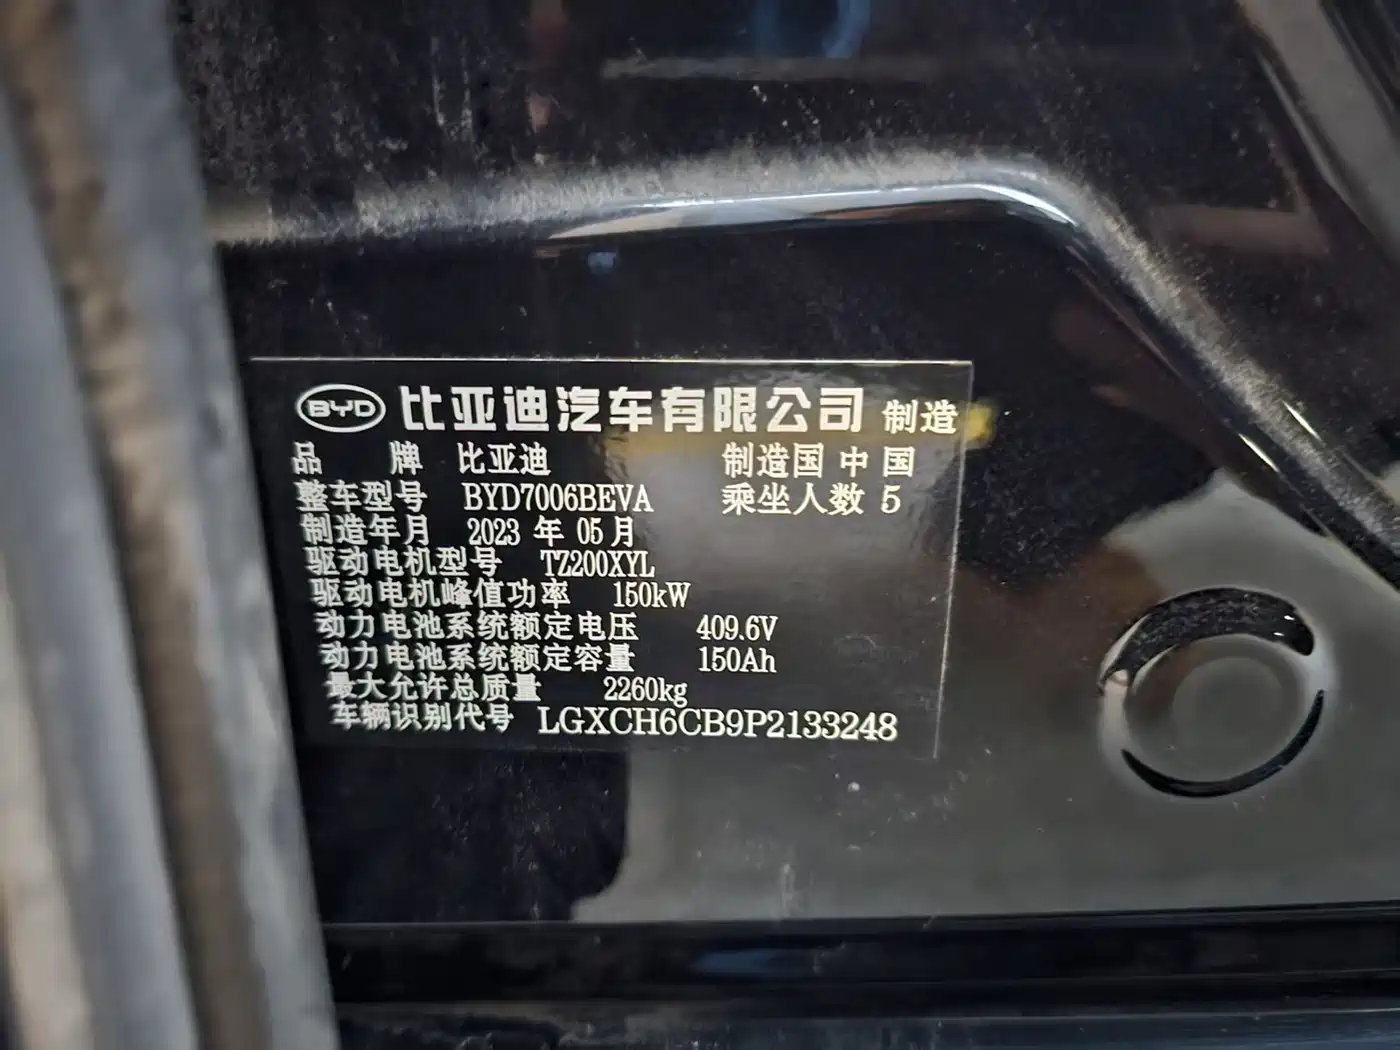 BYD 比亚迪汽车有限公司 制造
品 牌 比亚迪 制造国 中国
整车型号 BYD7006BEVA 乘坐人数 5
制造年月 2023 年 05 月
驱动电机型号 TZ200XYL
驱动电机峰值功率 150kW
动力电池系统额定电压 409.6V
动力电池系统额定容量 150Ah
最大允许总质量 2260kg
车辆识别代号 LGXCH6CB9P2133248